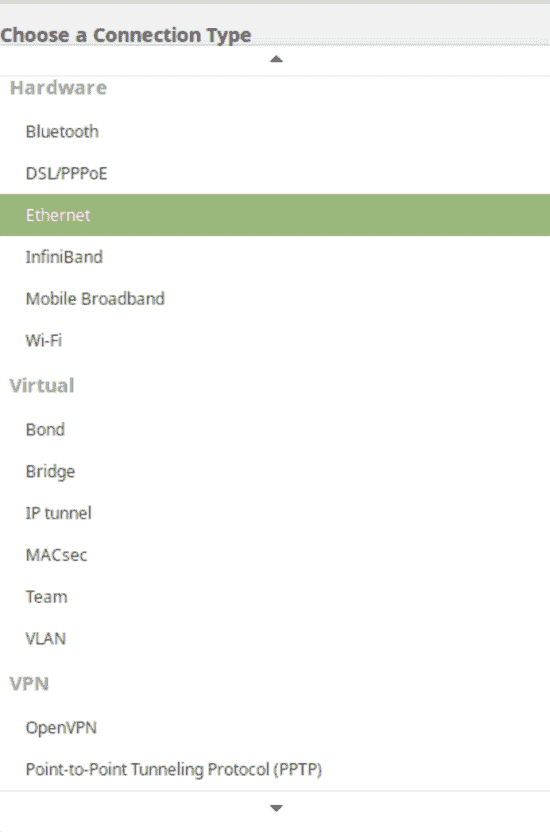 Choose a Connection Type
Hardware
Bluetooth
DSL/PPPoE
Ethernet
InfiniBand
Mobile Broadband
Wi-Fi
Virtual
Bond
Bridge
IP tunnel
MACsec
Team
VLAN
VPN
OpenVPN
Point-to-Point Tunneling Protocol (PPTP)